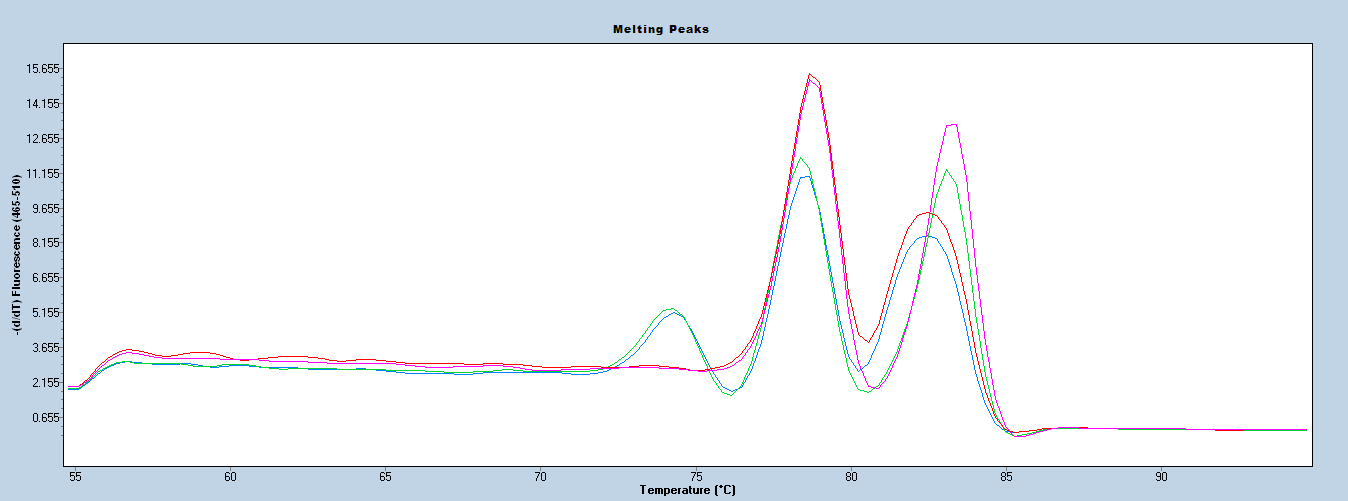 Melting Peaks
-(d/dT) Fluorescence (465-510)
15.655
14.155
12.655
11.155
9.655
8.155
6.655
5.155
3.655
2.155
0.655
55 60 65 70 75 80 85 90
Temperature (°C)